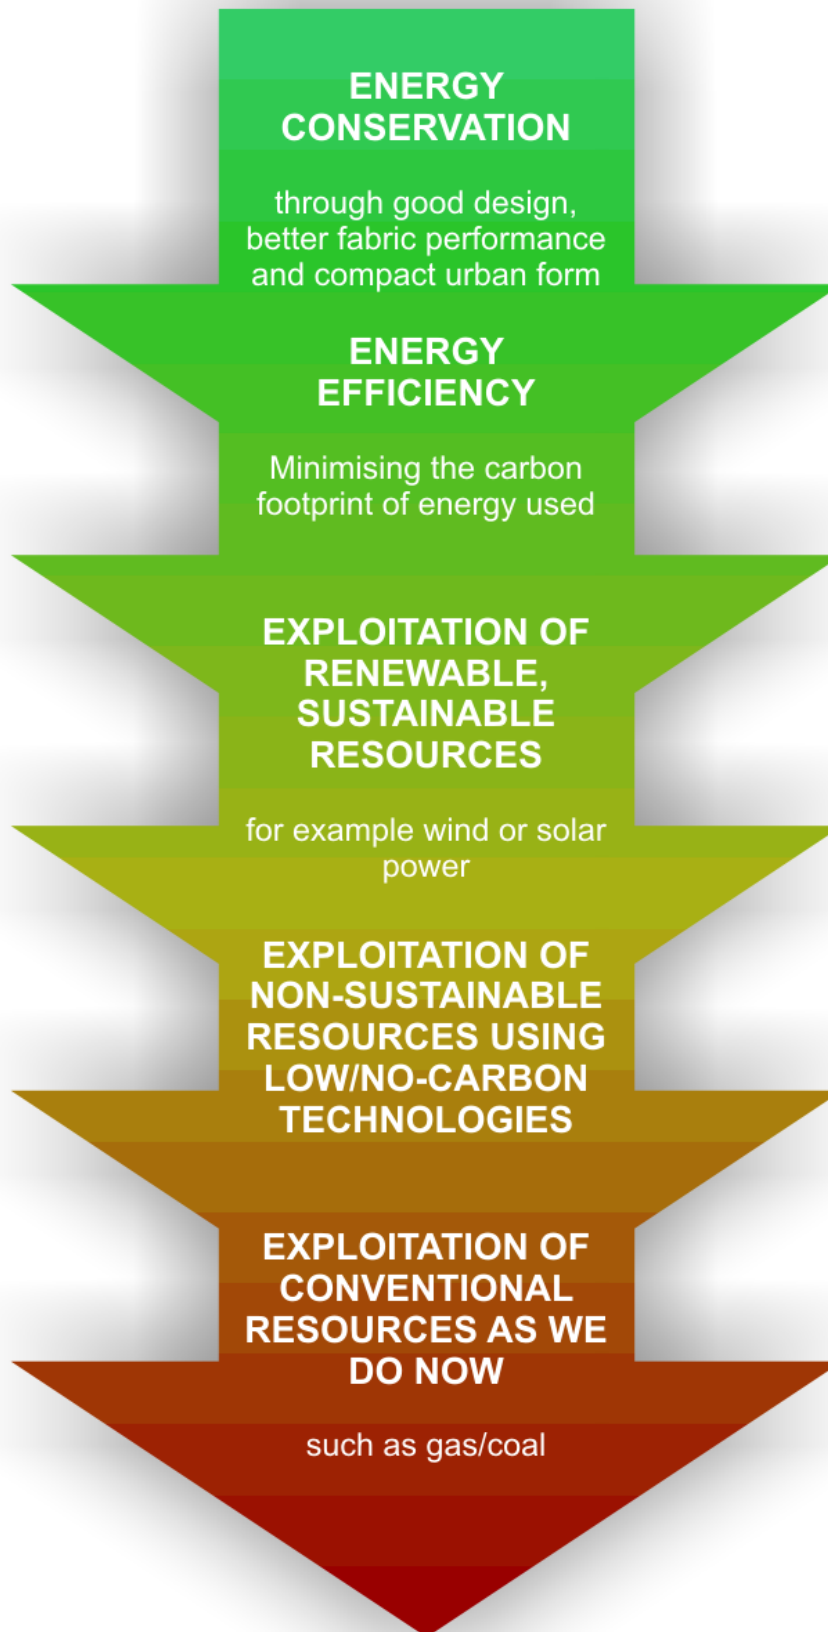 ENERGY
CONSERVATION
through good design,
better fabric performance
and compact urban form
ENERGY
EFFICIENCY
Minimising the carbon
footprint of energy used
EXPLOITATION OF
RENEWABLE,
SUSTAINABLE
RESOURCES
for example wind or solar
power
EXPLOITATION OF
NON-SUSTAINABLE
RESOURCES USING
LOW/NO-CARBON
TECHNOLOGIES
EXPLOITATION OF
CONVENTIONAL
RESOURCES AS WE
DO NOW
such as gas/coal